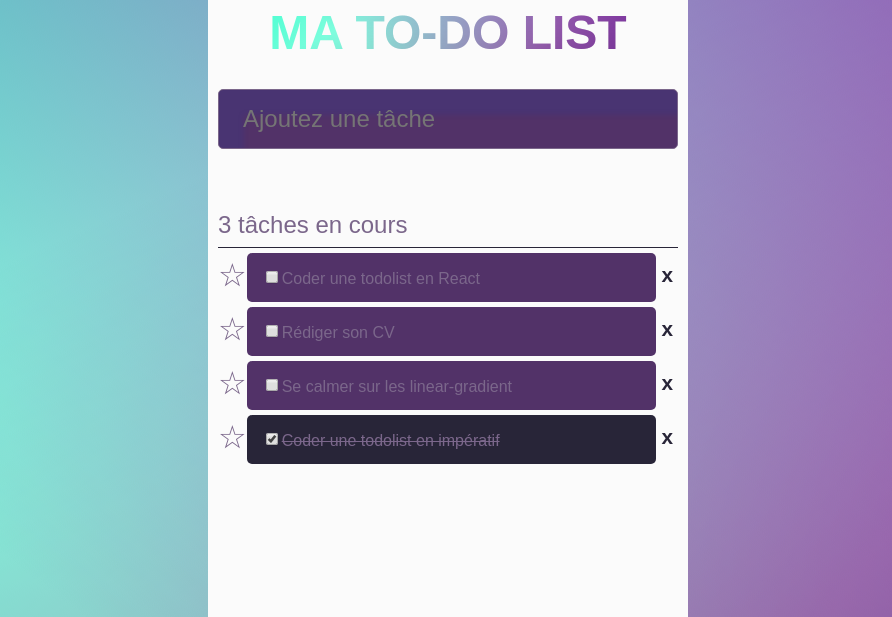 MA TO-DO LIST
Ajoutez une tâche
3 tâches en cours
☆ Coder une todolist en React x
☆ Rédiger son CV x
☆ Se calmer sur les linear-gradient x
☆ Coder une todolist en impératif x